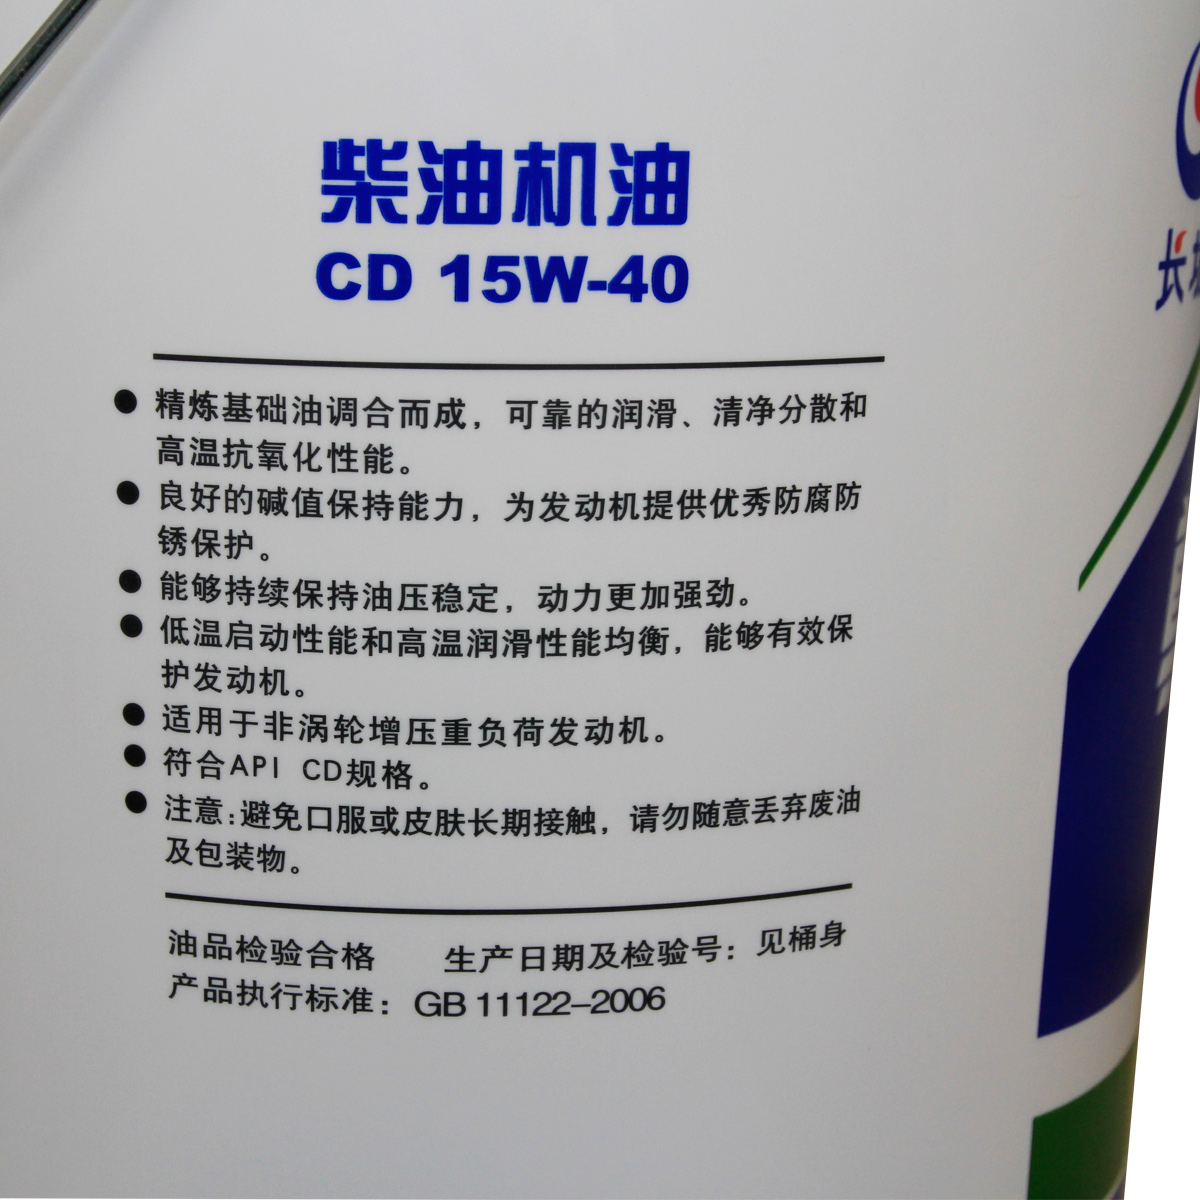 柴油机油
CD 15W-40
● 精炼基础油调合而成，可靠的润滑、清净分散和
高温抗氧化性能。
● 良好的碱值保持能力，为发动机提供优秀防腐防
锈保护。
● 能够持续保持油压稳定，动力更加强劲。
● 低温启动性能和高温润滑性能均衡，能够有效保
护发动机。
● 适用于非涡轮增压重负荷发动机。
● 符合API CD规格。
● 注意：避免口服或皮肤长期接触，请勿随意丢弃废油
及包装物。
油品检验合格 生产日期及检验号：见桶身
产品执行标准：GB 11122-2006
长